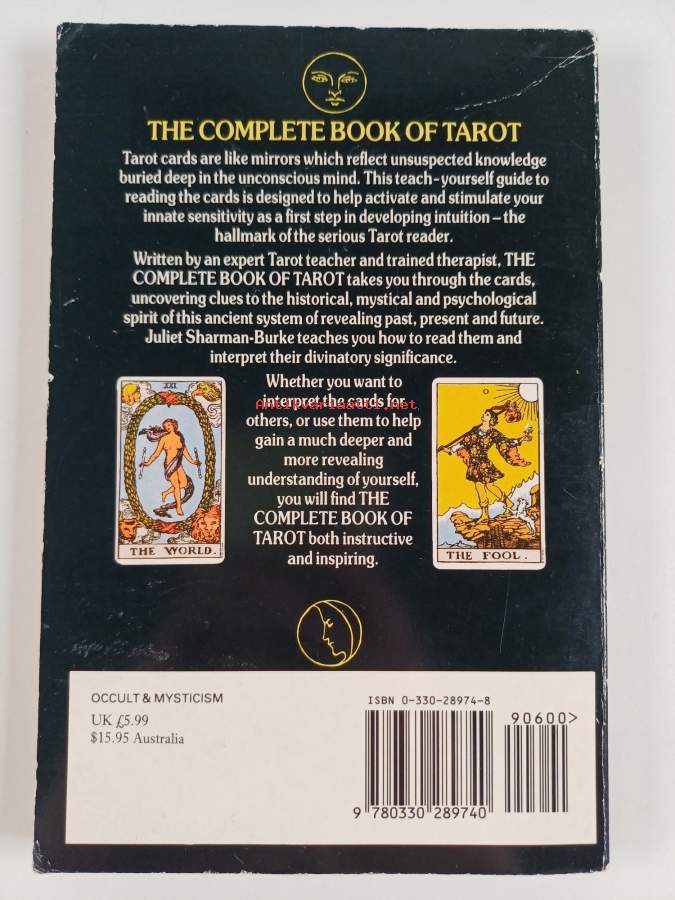 THE COMPLETE BOOK OF TAROT
Tarot cards are like mirrors which reflect unsuspected knowledge
buried deep in the unconscious mind. This teach-yourself guide to
reading the cards is designed to help activate and stimulate your
innate sensitivity as a first step in developing intuition – the
hallmark of the serious Tarot reader.
Written by an expert Tarot teacher and trained therapist, THE
COMPLETE BOOK OF TAROT takes you through the cards,
uncovering clues to the historical, mystical and psychological
spirit of this ancient system of revealing past, present and future.
Juliet Sharman-Burke teaches you how to read them and
interpret their divinatory significance.
Whether you want to
interpret the cards for
Antikvariaatti.net
others, or use them to help
gain a much deeper and
more revealing
understanding of yourself,
you will find THE
COMPLETE BOOK OF
TAROT both instructive
and inspiring.
XXI
THE WORLD.
0
THE FOOL.
OCCULT & MYSTICISM
UK £5.99
$15.95 Australia
ISBN 0-330-28974-8
90600>
9 780330 289740